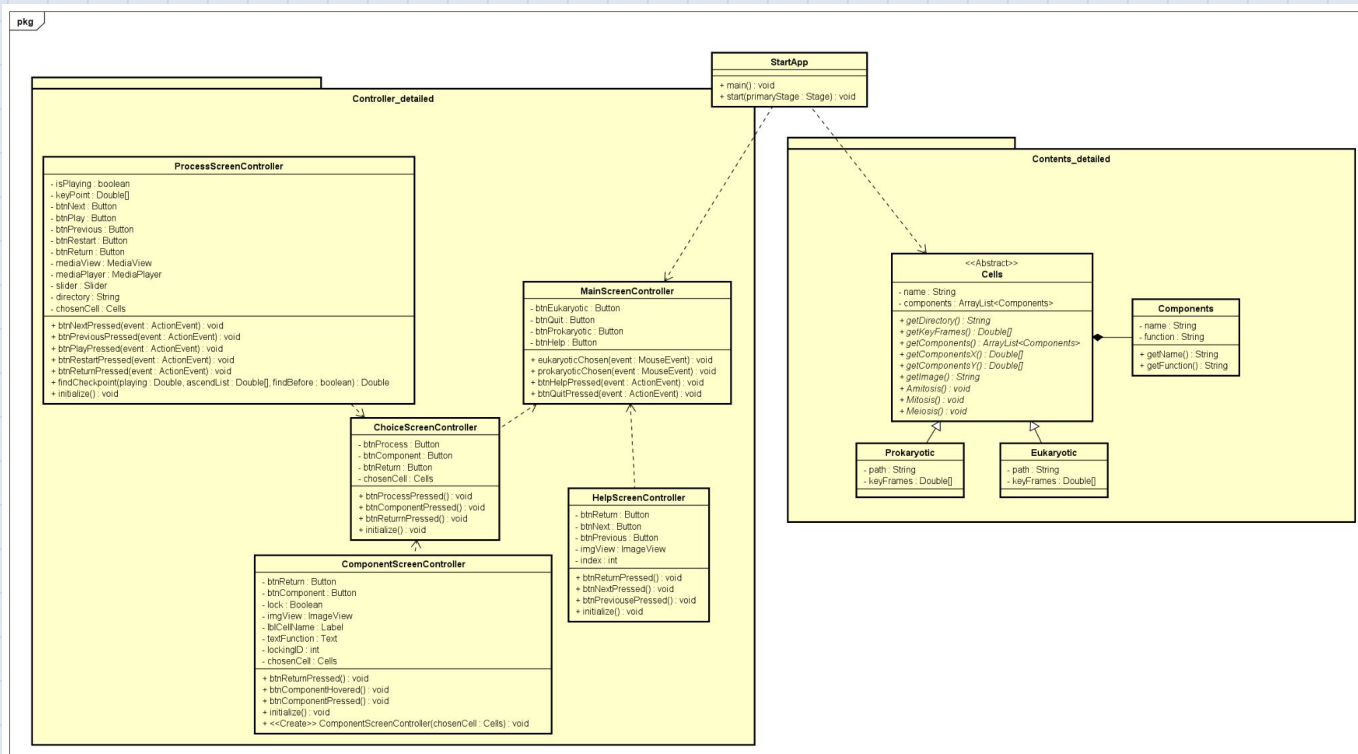 pkg
StartApp
+ main() : void
+ start(primaryStage : Stage) : void
Controller_detailed
ProcessScreenController
- isPlaying : boolean
- keyPoint : Double[]
- btnNext : Button
- btnPlay : Button
- btnPrevious : Button
- btnRestart : Button
- btnReturn : Button
- mediaView : MediaView
- mediaPlayer : MediaPlayer
- slider : Slider
- directory : String
- chosenCell : Cells
+ btnNextPressed(event : ActionEvent) : void
+ btnPreviousPressed(event : ActionEvent) : void
+ btnPlayPressed(event : ActionEvent) : void
+ btnRestartPressed(event : ActionEvent) : void
+ btnReturnPressed(event : ActionEvent) : void
+ findCheckpoint(playing : Double, ascendList : Double[], findBefore : boolean) : Double
+ initialize() : void
MainScreenController
- btnEukaryotic : Button
- btnQuit : Button
- btnProkaryotic : Button
- btnHelp : Button
+ eukaryoticChosen(event : MouseEvent) : void
+ prokaryoticChosen(event : MouseEvent) : void
+ btnHelpPressed(event : ActionEvent) : void
+ btnQuitPressed(event : ActionEvent) : void
ChoiceScreenController
- btnProcess : Button
- btnComponent : Button
- btnReturn : Button
- chosenCell : Cells
+ btnProcessPressed() : void
+ btnComponentPressed() : void
+ btnReturrnPressed() : void
+ initialize() : void
HelpScreenController
- btnReturn : Button
- btnNext : Button
- btnPrevious : Button
- imgView : ImageView
- index : int
+ btnReturnPressed() : void
+ btnNextPressed() : void
+ btnPreviousePressed() : void
+ initialize() : void
ComponentScreenController
- btnReturn : Button
- btnComponent : Button
- lock : Boolean
- imgView : ImageView
- lblCellName : Label
- textFunction : Text
- lockingID : int
- chosenCell : Cells
+ btnReturnPressed() : void
+ btnComponentHovered() : void
+ btnComponentPressed() : void
+ initialize() : void
+ <<Create>> ComponentScreenController(chosenCell : Cells) : void
Contents_detailed
<<Abstract>>
Cells
- name : String
- components : ArrayList<Components>
+ getDirectory() : String
+ getKeyFrames() : Double[]
+ getComponents() : ArrayList<Components>
+ getComponentsX() : Double[]
+ getComponentsY() : Double[]
+ getImage() : String
+ Amitosis() : void
+ Mitosis() : void
+ Meiosis() : void
Components
- name : String
- function : String
+ getName() : String
+ getFunction() : String
Prokaryotic
- path : String
- keyFrames : Double[]
Eukaryotic
- path : String
- keyFrames : Double[]